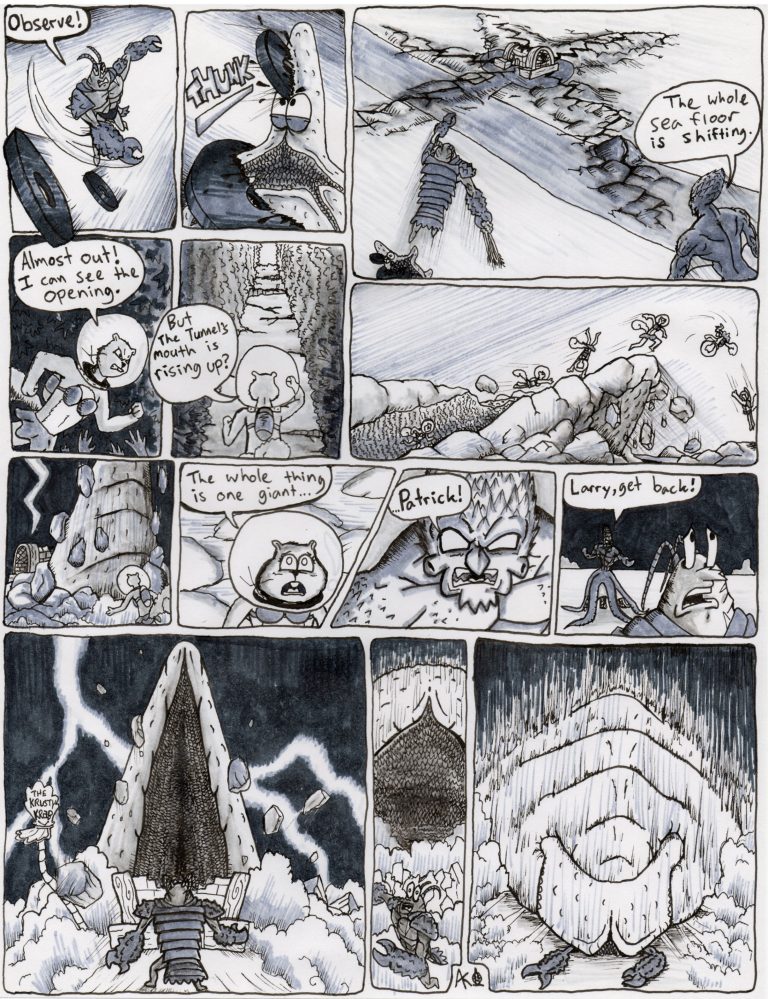 Observe!
THUNK
The whole
sea floor
is shifting.
Almost out!
I can see the
opening.
But
The Tunnel's
mouth is
rising up?
The whole thing
is one giant...
...Patrick!
Larry, get back!
THE
KRUSTY
KRAB